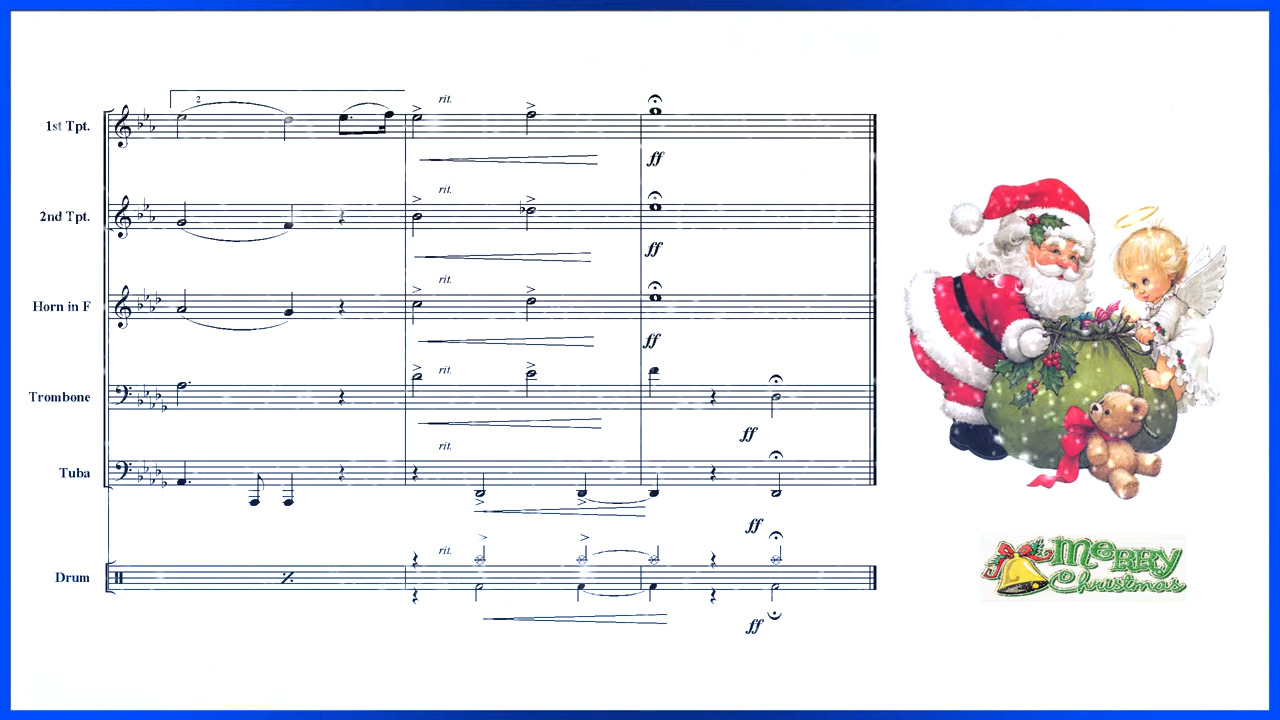 2
rit.
1st Tpt.
ff
rit.
2nd Tpt.
ff
rit.
Horn in F
ff
rit.
Trombone
ff
rit.
Tuba
ff
rit.
Drum
ff
MERRY
Christmas